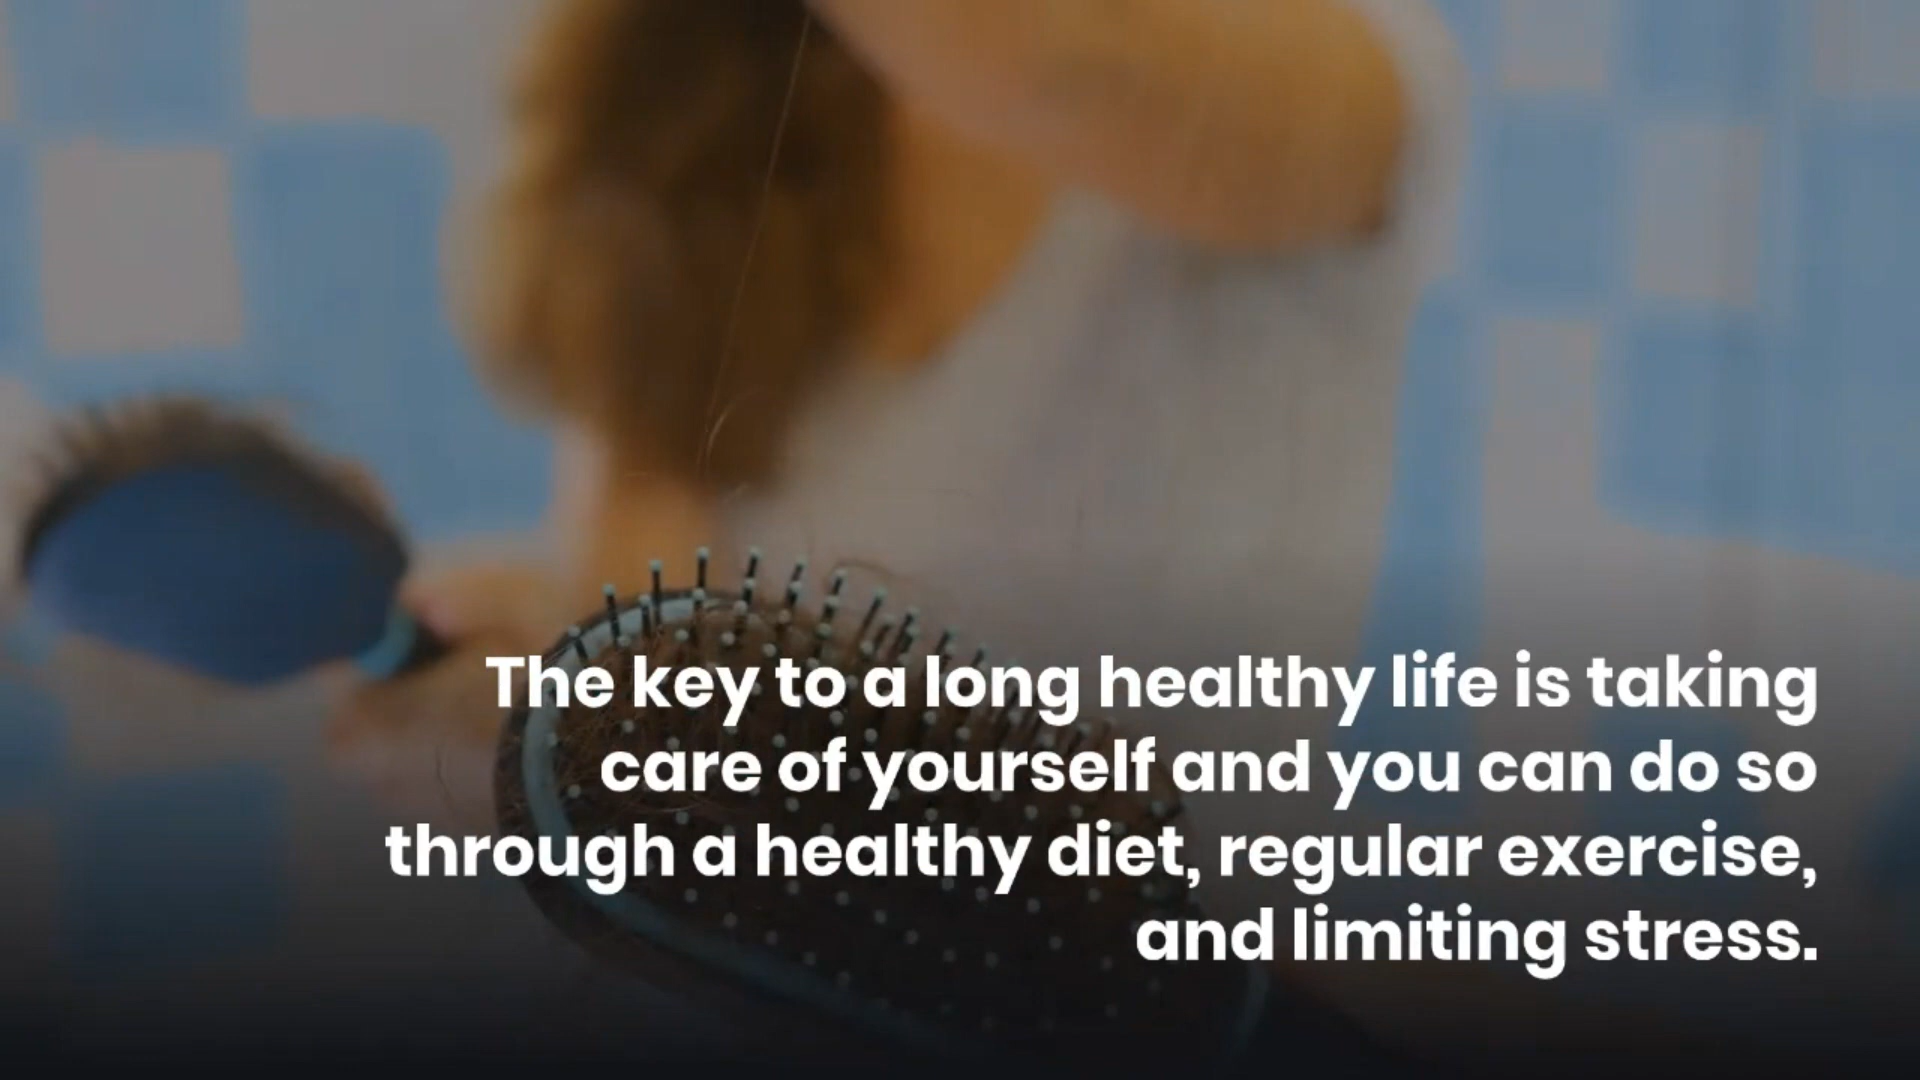 The key to a long healthy life is taking
care of yourself and you can do so
through a healthy diet, regular exercise,
and limiting stress.